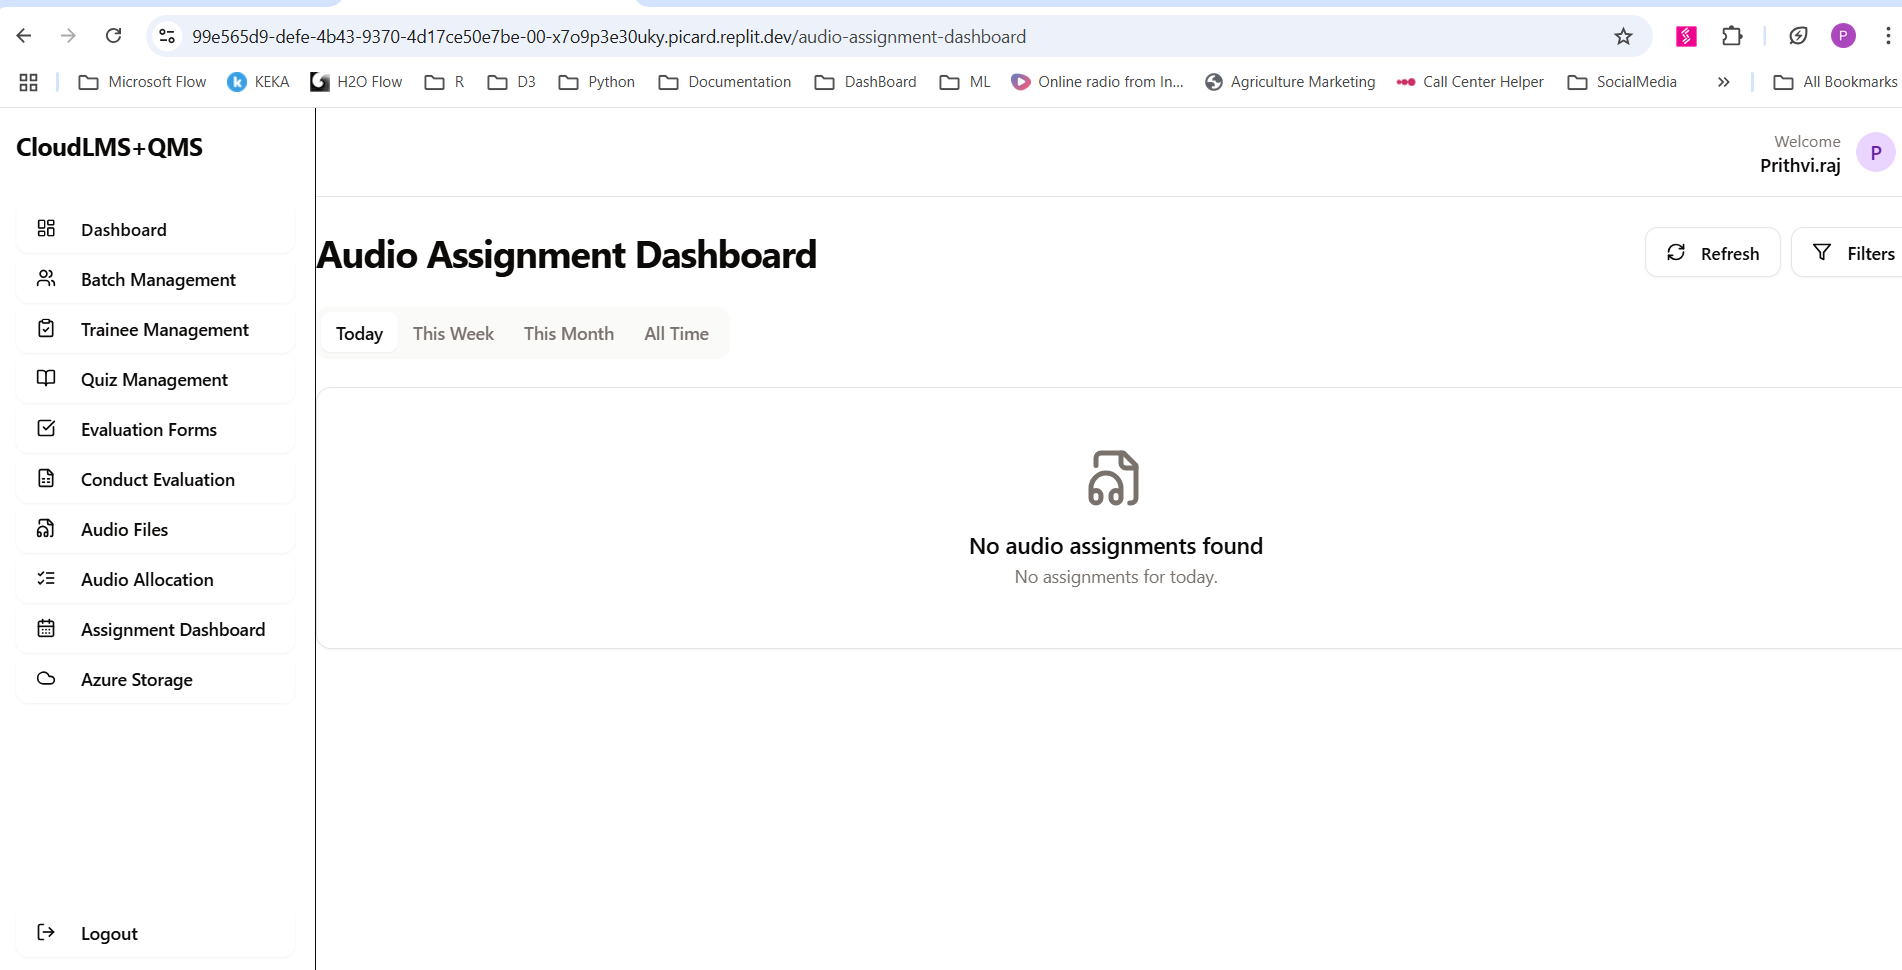 99e565d9-defe-4b43-9370-4d17ce50e7be-00-x7o9p3e30uky.picard.replit.dev/audio-assignment-dashboard
P
Microsoft Flow
KEKA
H2O Flow
R
D3
Python
Documentation
DashBoard
ML
Online radio from In...
Agriculture Marketing
Call Center Helper
SocialMedia
»
All Bookmarks
CloudLMS+QMS
Dashboard
Batch Management
Trainee Management
Quiz Management
Evaluation Forms
Conduct Evaluation
Audio Files
Audio Allocation
Assignment Dashboard
Azure Storage
Logout
Welcome
Prithvi.raj
P
Audio Assignment Dashboard
Refresh
Filters
Today
This Week
This Month
All Time
No audio assignments found
No assignments for today.